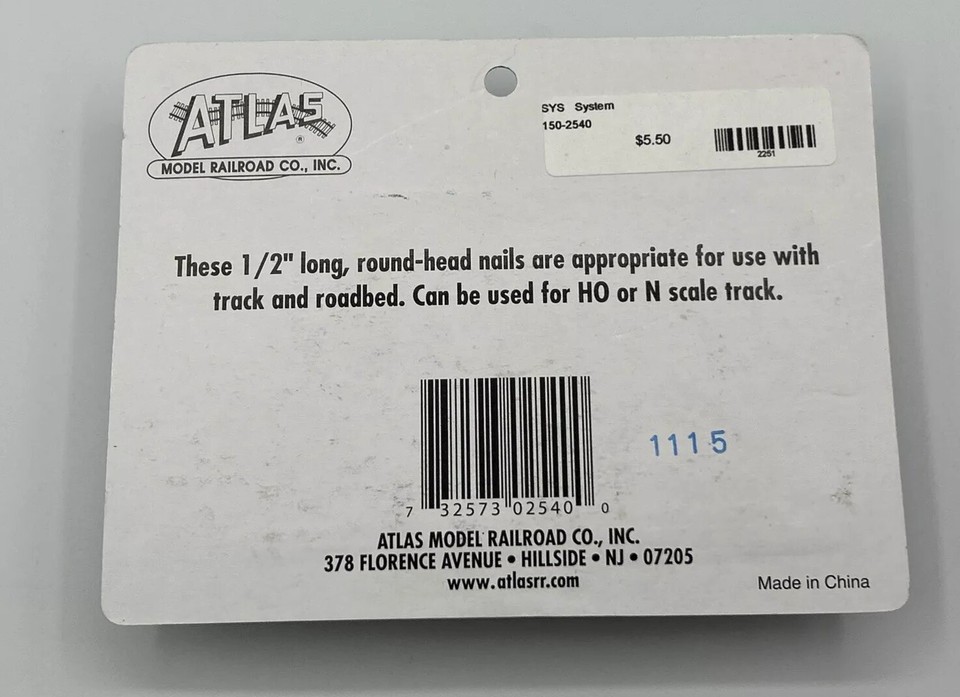 ATLAS
®
MODEL RAILROAD CO., INC.
SYS System
150-2540
$5.50
2251
These 1/2" long, round-head nails are appropriate for use with
track and roadbed. Can be used for HO or N scale track.
1115
7 32573 02540 0
ATLAS MODEL RAILROAD CO., INC.
378 FLORENCE AVENUE • HILLSIDE • NJ • 07205
www.atlasrr.com
Made in China